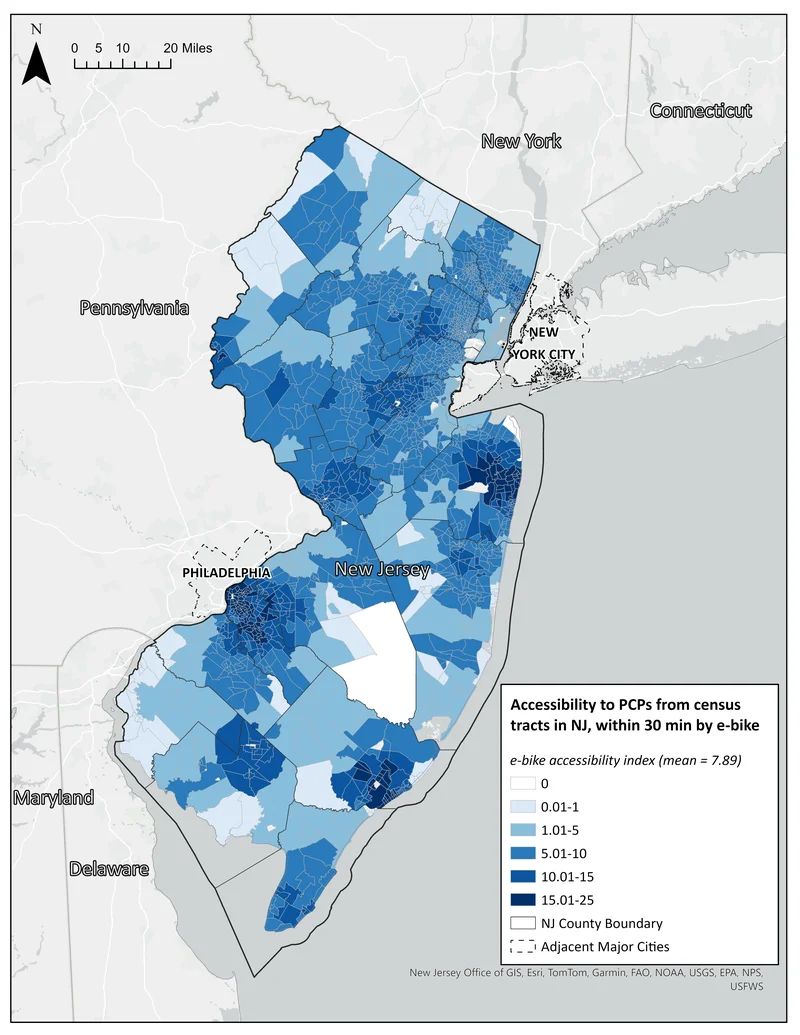 N
0 5 10 20 Miles
Connecticut
New York
Pennsylvania
NEW
YORK CITY
PHILADELPHIA
New Jersey
Maryland
Delaware
Accessibility to PCPs from census
tracts in NJ, within 30 min by e-bike
e-bike accessibility index (mean = 7.89)
0
0.01-1
1.01-5
5.01-10
10.01-15
15.01-25
NJ County Boundary
Adjacent Major Cities
New Jersey Office of GIS, Esri, TomTom, Garmin, FAO, NOAA, USGS, EPA, NPS,
USFWS